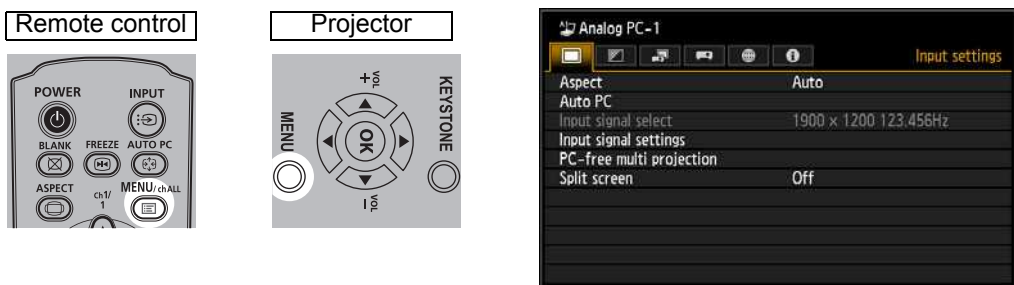 Remote control
POWER
INPUT
BLANK
FREEZE
AUTO PC
ASPECT
Ch1/
1
MENU/chALL
Projector
VOL
+
KEYSTONE
MENU
OK
−
VOL
Analog PC-1
Input settings
Aspect Auto
Auto PC
Input signal select 1900 × 1200 123.456Hz
Input signal settings
PC-free multi projection
Split screen Off